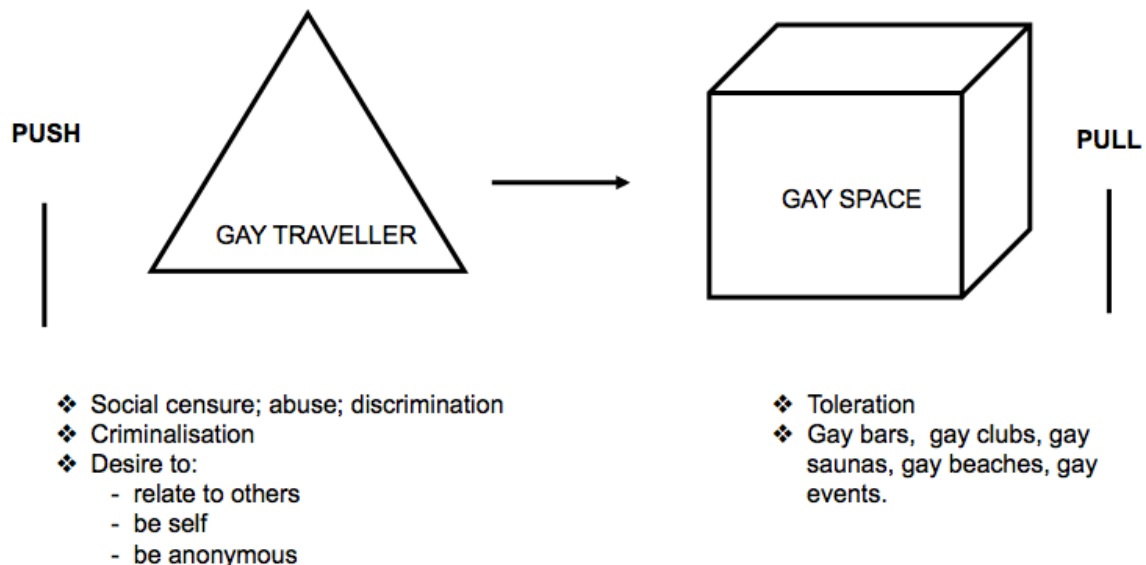 PUSH
GAY TRAVELLER
GAY SPACE
PULL
❖ Social censure; abuse; discrimination
❖ Criminalisation
❖ Desire to:
- relate to others
- be self
- be anonymous
❖ Toleration
❖ Gay bars, gay clubs, gay
saunas, gay beaches, gay
events.